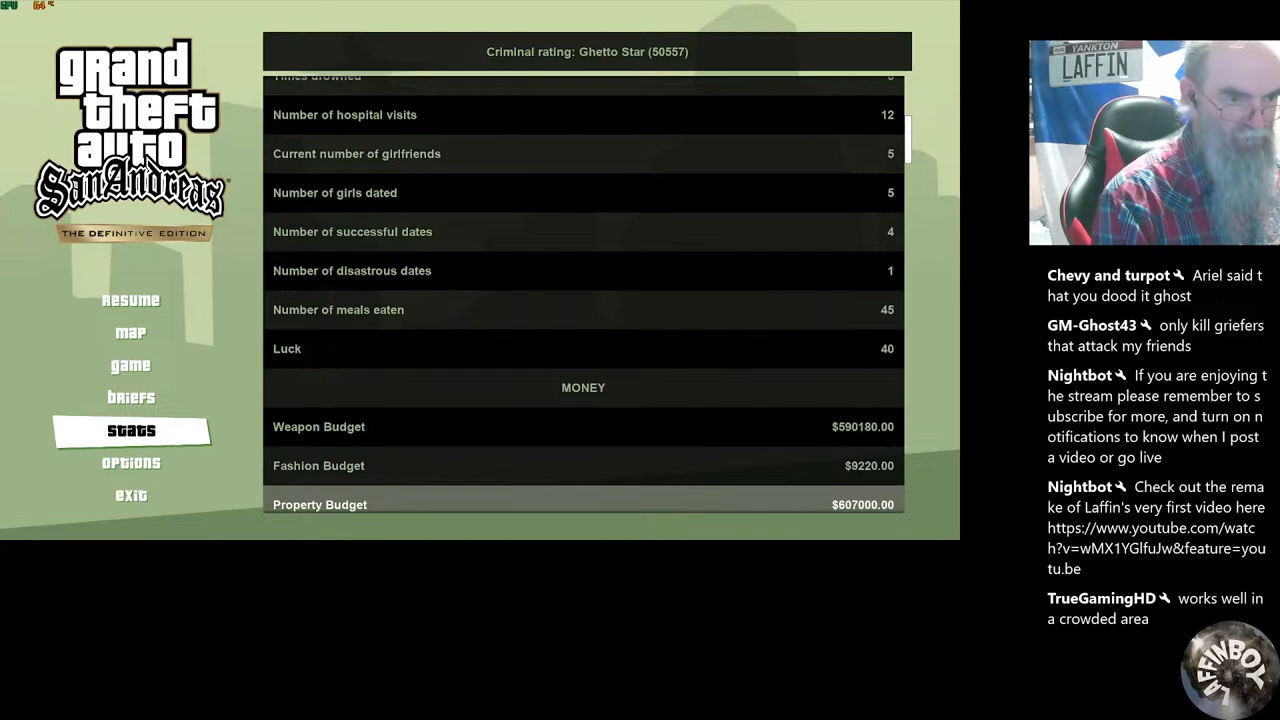 GPU 64 °C
grand
theft
auto
San Andreas
THE DEFINITIVE EDITION
Resume
map
game
briefs
stats
options
exit
Criminal rating: Ghetto Star (50557)
Times drowned 0
Number of hospital visits 12
Current number of girlfriends 5
Number of girls dated 5
Number of successful dates 4
Number of disastrous dates 1
Number of meals eaten 45
Luck 40
MONEY
Weapon Budget $590180.00
Fashion Budget $9220.00
Property Budget $607000.00
YANKTON
LAFFIN
Chevy and turpot Ariel said t
hat you dood it ghost
GM-Ghost43 only kill griefers
that attack my friends
Nightbot If you are enjoying t
he stream please remember to s
ubscribe for more, and turn on n
otifications to know when I post
a video or go live
Nightbot Check out the rema
ke of Laffin's very first video here
https://www.youtube.com/watc
h?v=wMX1YGlfuJw&feature=you
tu.be
TrueGamingHD works well in
a crowded area
LAFFINBOY